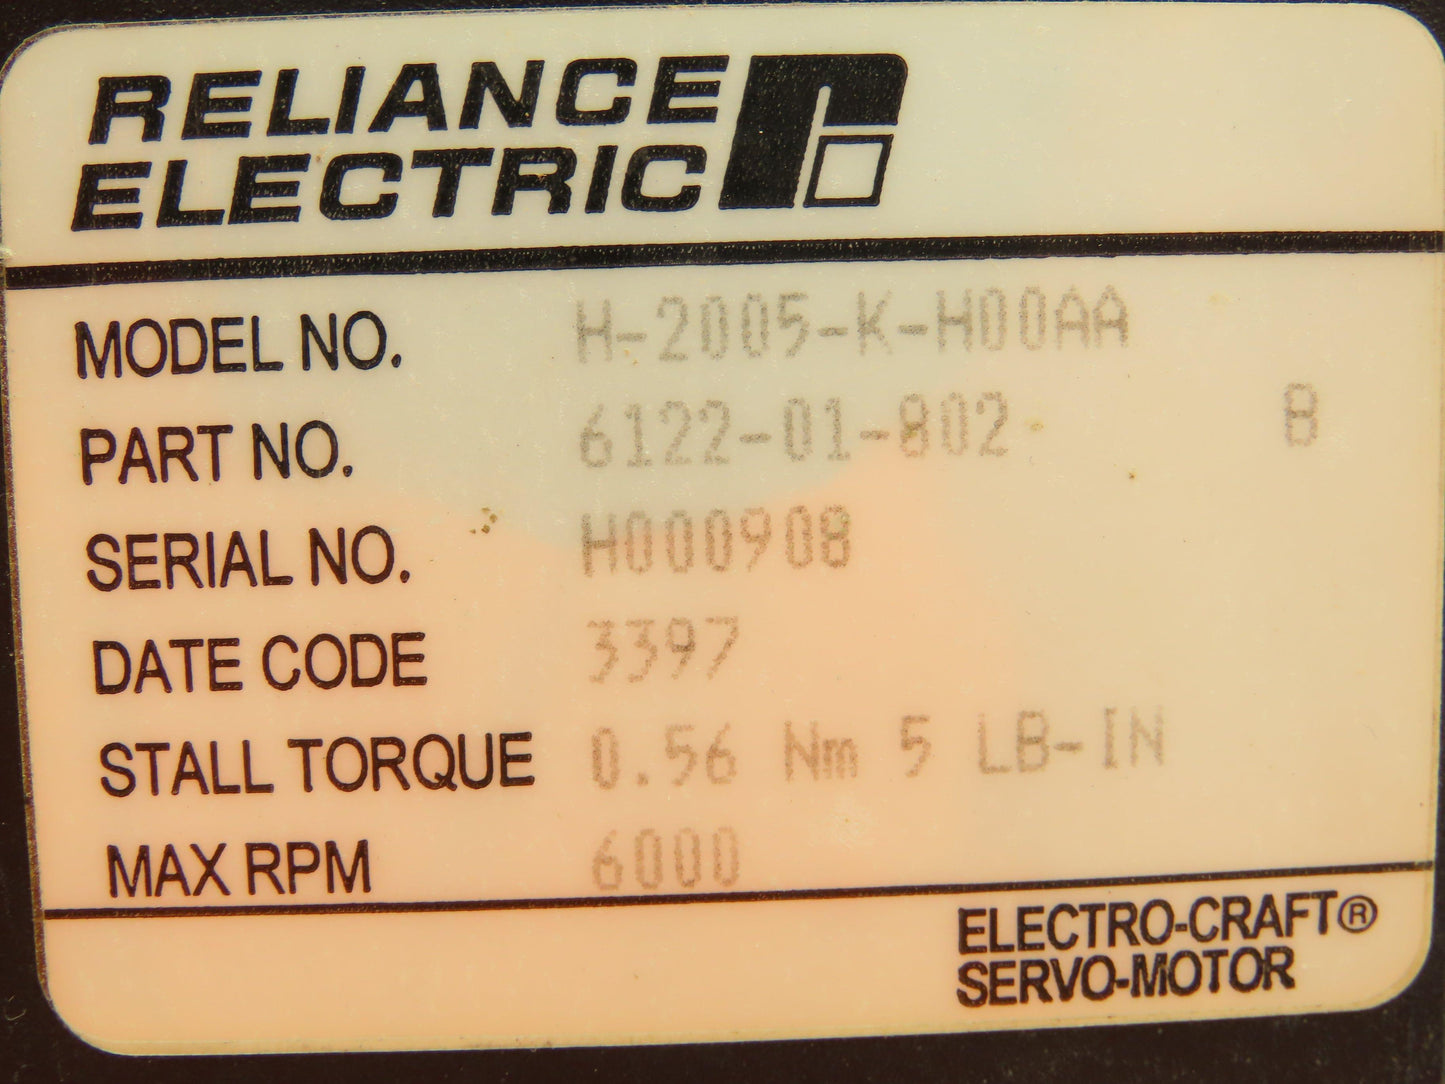 RELIANCE
ELECTRIC
MODEL NO. H-2005-K-H00AA
PART NO. 6122-01-802 B
SERIAL NO. H000908
DATE CODE 3397
STALL TORQUE 0.56 Nm 5 LB-IN
MAX RPM 6000
ELECTRO-CRAFT®
SERVO-MOTOR